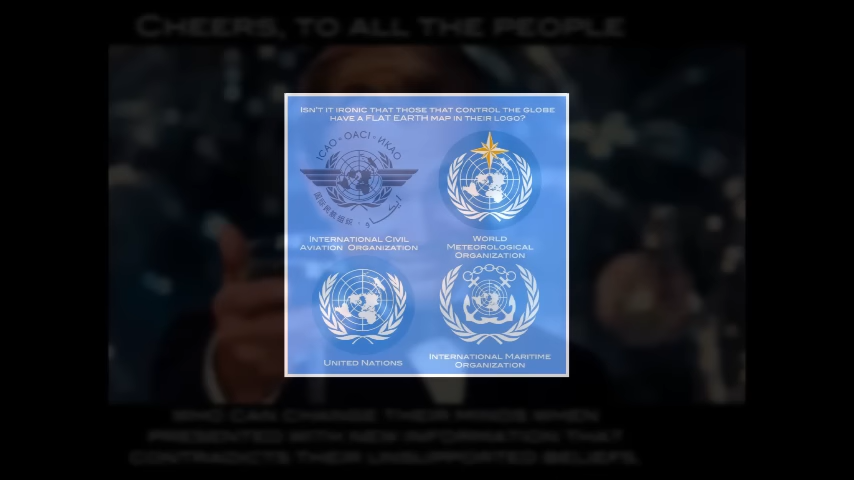 CHEERS, TO ALL THE PEOPLE
ISN'T IT IRONIC THAT THOSE THAT CONTROL THE GLOBE
HAVE A FLAT EARTH MAP IN THEIR LOGO?
ICAO · OACI · ИКАО
INTERNATIONAL CIVIL
AVIATION ORGANIZATION
WORLD
METEOROLOGICAL
ORGANIZATION
UNITED NATIONS
INTERNATIONAL MARITIME
ORGANIZATION
WHO CAN CHANGE THEIR MINDS WHEN
PRESENTED WITH NEW INFORMATION THAT
CONTRADICTS THEIR UNSUPPORTED BELIEFS.